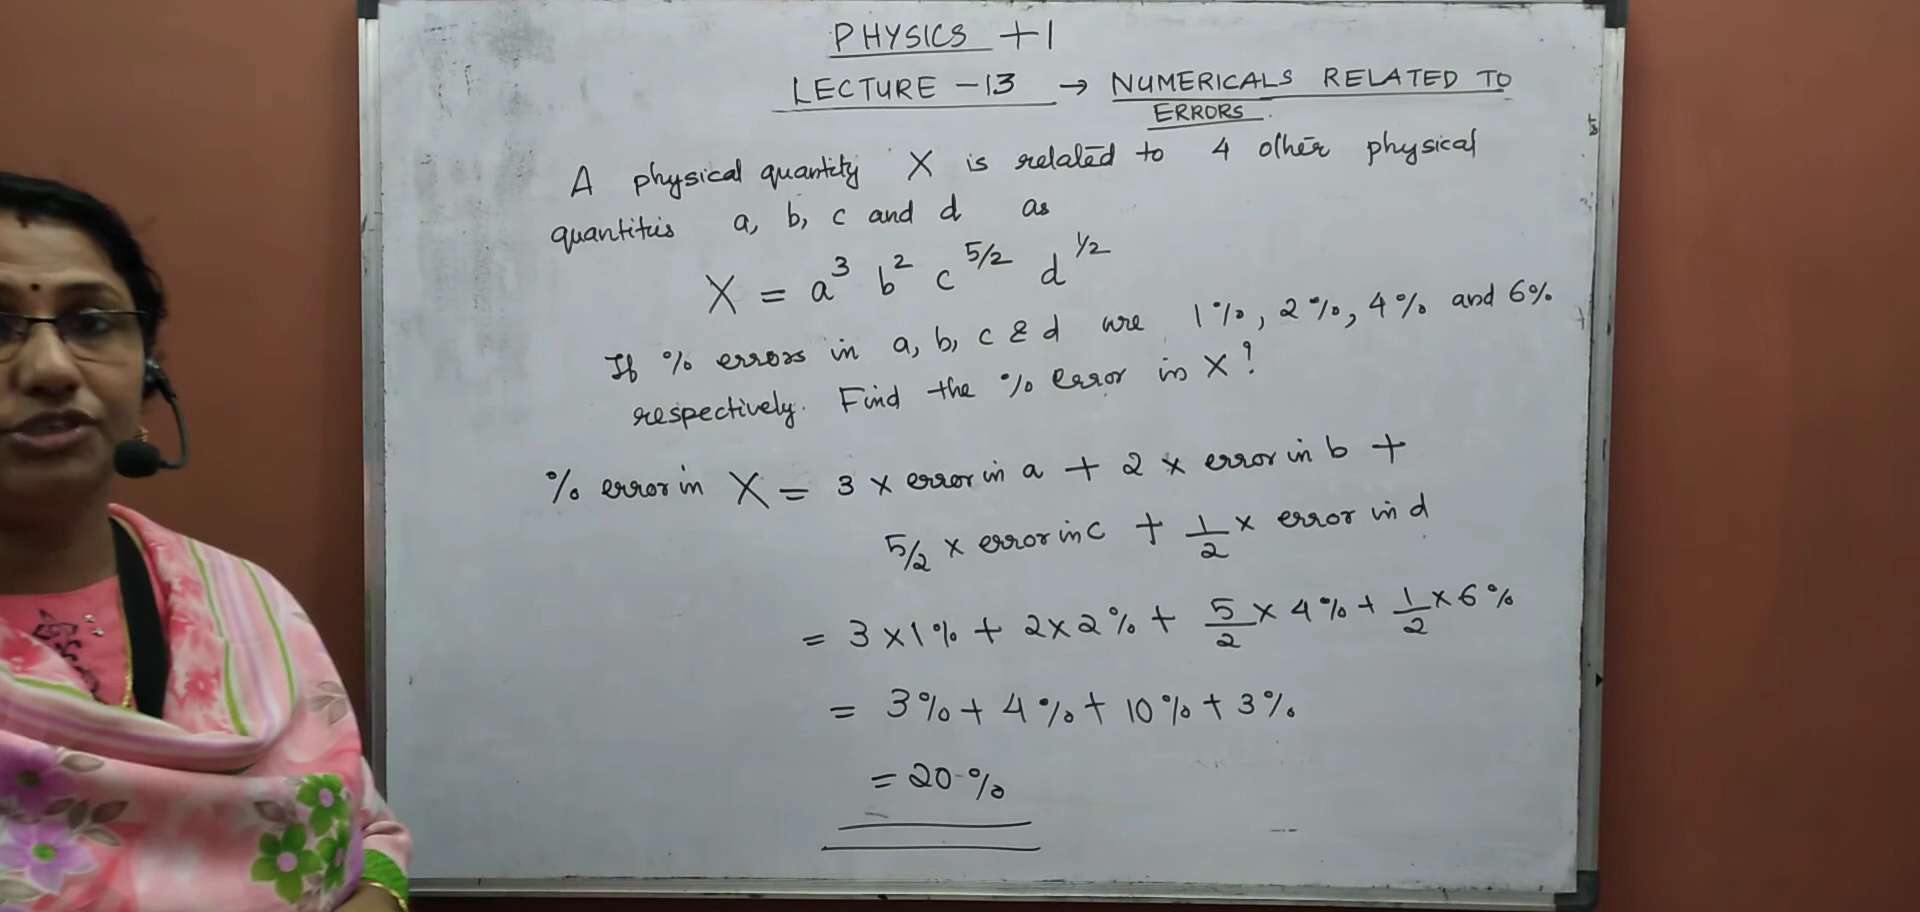 PHYSICS +1
LECTURE -13 → NUMERICALS RELATED TO
ERRORS.
A physical quantity X is related to 4 other physical
quantities a, b, c and d as
X = a³ b² c^5/2 d^1/2
If % errors in a, b, c & d are 1%, 2%, 4% and 6%
respectively. Find the % error in X?
% error in X = 3 × error in a + 2 × error in b +
5/2 × error in c + 1/2 × error in d
= 3×1% + 2×2% + 5/2 × 4% + 1/2 × 6%
= 3% + 4% + 10% + 3%
= 20%